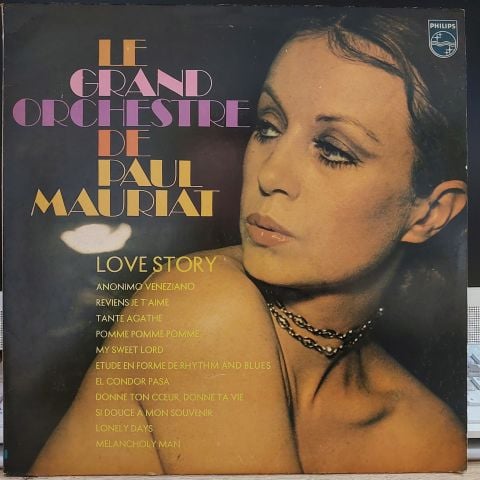 LE
GRAND
ORCHESTRE
DE
PAUL
MAURIAT
PHILIPS
LOVE STORY
ANONIMO VENEZIANO
REVIENS JE T'AIME
TANTE AGATHE
POMME POMME POMME
MY SWEET LORD
ETUDE EN FORME DE RHYTHM AND BLUES
EL CONDOR PASA
DONNE TON CŒUR, DONNE TA VIE
SI DOUCE A MON SOUVENIR
LONELY DAYS
MELANCHOLY MAN